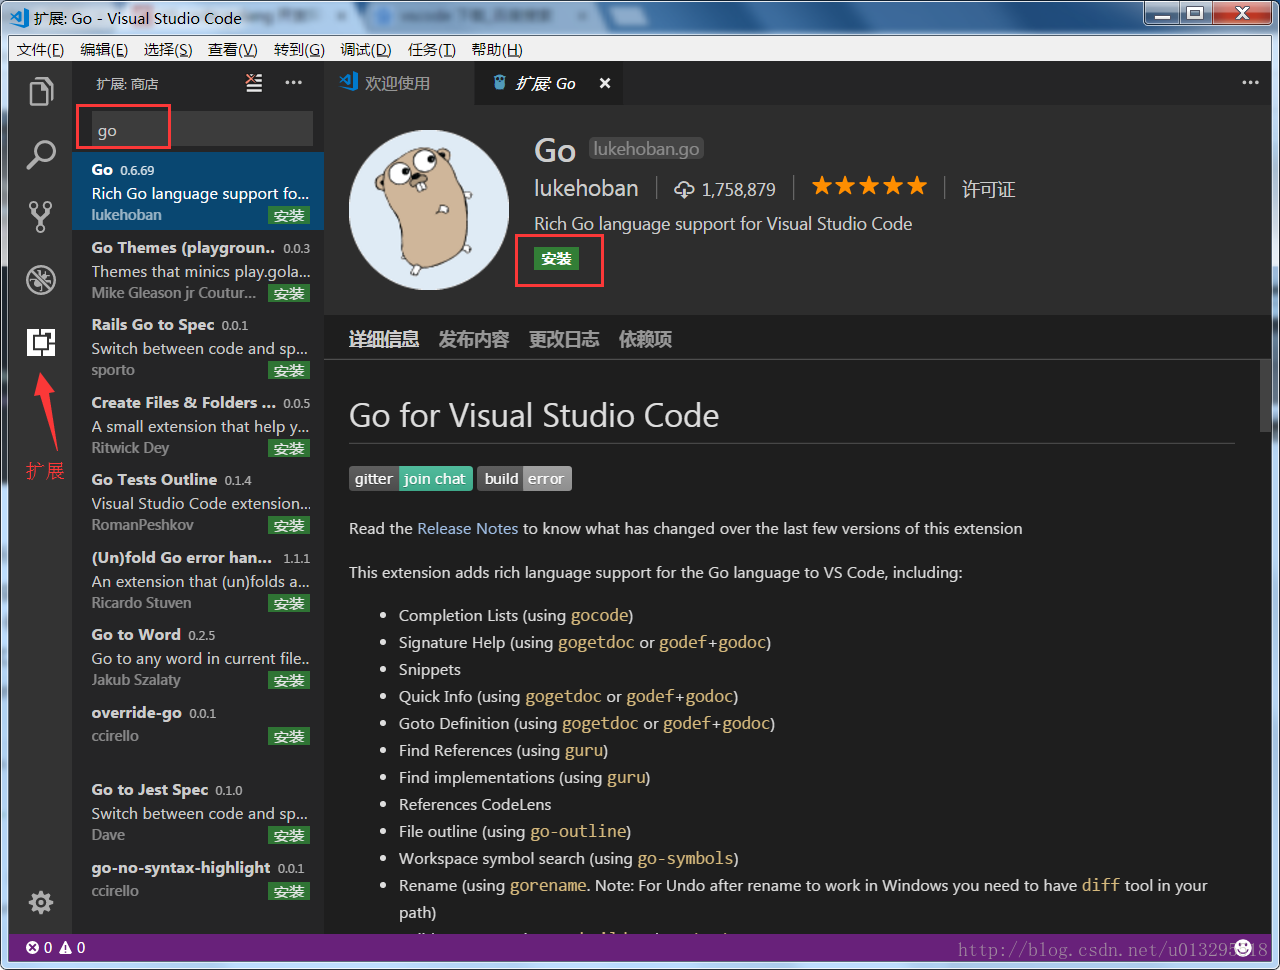 扩展: Go - Visual Studio Code
文件(F) 编辑(E) 选择(S) 查看(V) 转到(G) 调试(D) 任务(T) 帮助(H)
扩展: 商店
go
Go 0.6.69
Rich Go language support fo...
lukehoban 安装
Go Themes (playgroun.. 0.0.3
Themes that minics play.gola...
Mike Gleason jr Coutur... 安装
Rails Go to Spec 0.0.1
Switch between code and sp...
sporto 安装
Create Files & Folders ... 0.0.5
A small extension that help y...
Ritwick Dey 安装
Go Tests Outline 0.1.4
Visual Studio Code extension...
RomanPeshkov 安装
(Un)fold Go error han... 1.1.1
An extension that (un)folds a...
Ricardo Stuven 安装
Go to Word 0.2.5
Go to any word in current file..
Jakub Szalaty 安装
override-go 0.0.1
ccirello 安装
Go to Jest Spec 0.1.0
Switch between code and sp...
Dave 安装
go-no-syntax-highlight 0.0.1
ccirello 安装
扩展
欢迎使用 扩展: Go
Go lukehoban.go
lukehoban 1,758,879 许可证
Rich Go language support for Visual Studio Code
安装
详细信息 发布内容 更改日志 依赖项
Go for Visual Studio Code
gitter join chat build error
Read the Release Notes to know what has changed over the last few versions of this extension
This extension adds rich language support for the Go language to VS Code, including:
Completion Lists (using gocode)
Signature Help (using gogetdoc or godef+godoc)
Snippets
Quick Info (using gogetdoc or godef+godoc)
Goto Definition (using gogetdoc or godef+godoc)
Find References (using guru)
Find implementations (using guru)
References CodeLens
File outline (using go-outline)
Workspace symbol search (using go-symbols)
Rename (using gorename. Note: For Undo after rename to work in Windows you need to have diff tool in your
path)
0 0